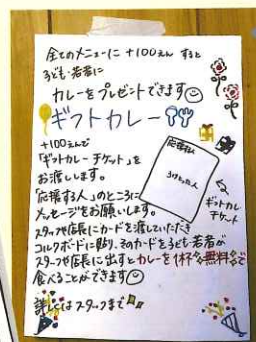 全てのメニューに +100えん すると
子ども・若者に
カレーをプレゼントできます
ギフトカレー
+100えんで
「ギフトカレーチケット」を
お渡しします。
「応援する人」のところに
メッセージをお願いします。
スタッフや店長にカードを渡していただき
コルクボードに貼り、そのカードを子ども若者が
スタッフや店長に出すとカレーを1杯無料で
食べることができます
詳しくはスタッフまで
応援する人
うけとった人
ギフトカレー
チケット